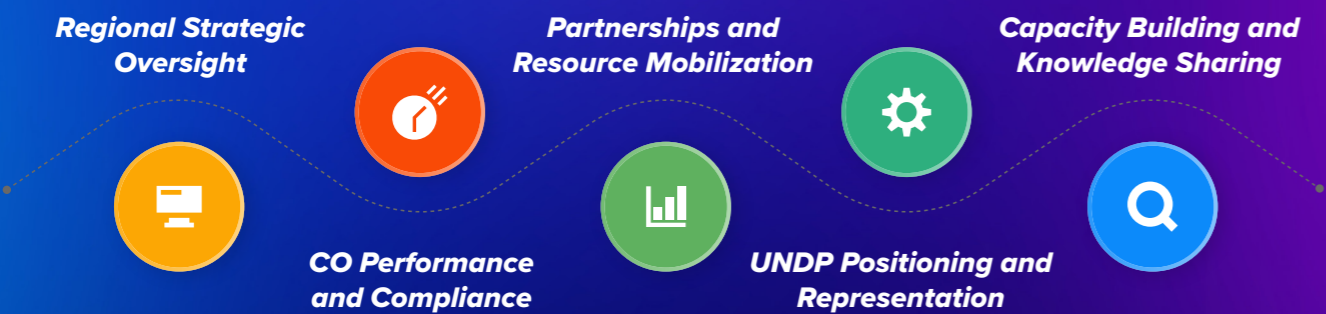 Regional Strategic
Oversight
CO Performance
and Compliance
Partnerships and
Resource Mobilization
UNDP Positioning and
Representation
Capacity Building and
Knowledge Sharing